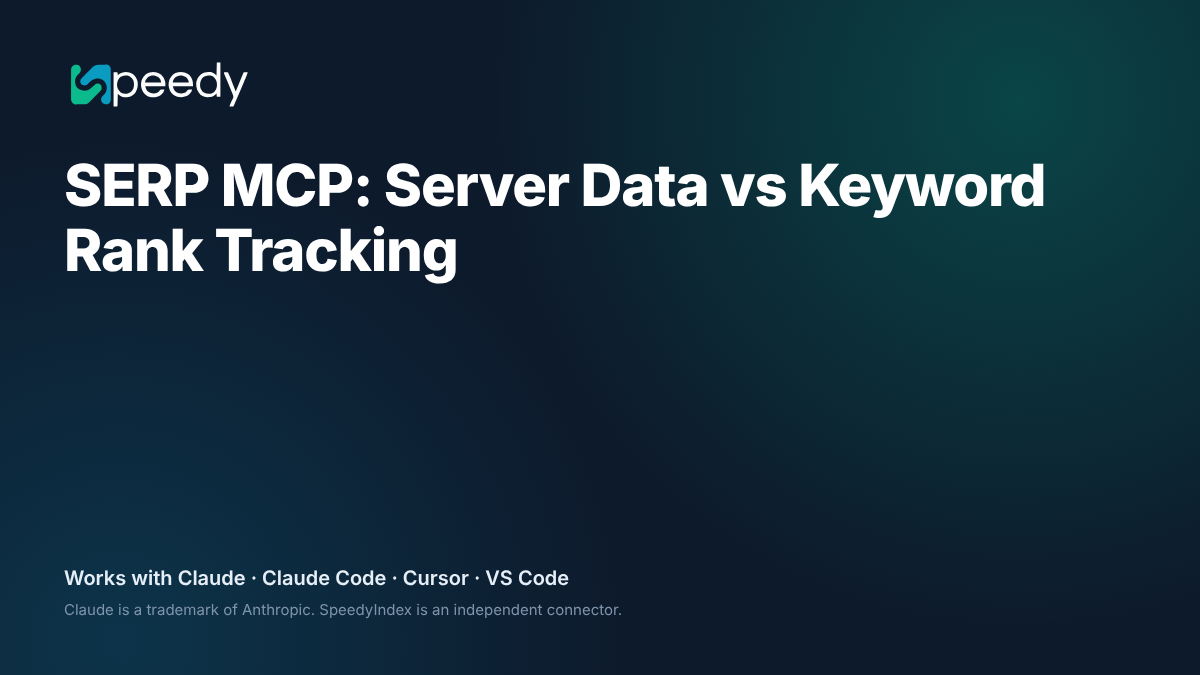 Speedy
SERP MCP: Server Data vs Keyword
Rank Tracking
Works with Claude · Claude Code · Cursor · VS Code
Claude is a trademark of Anthropic. SpeedyIndex is an independent connector.